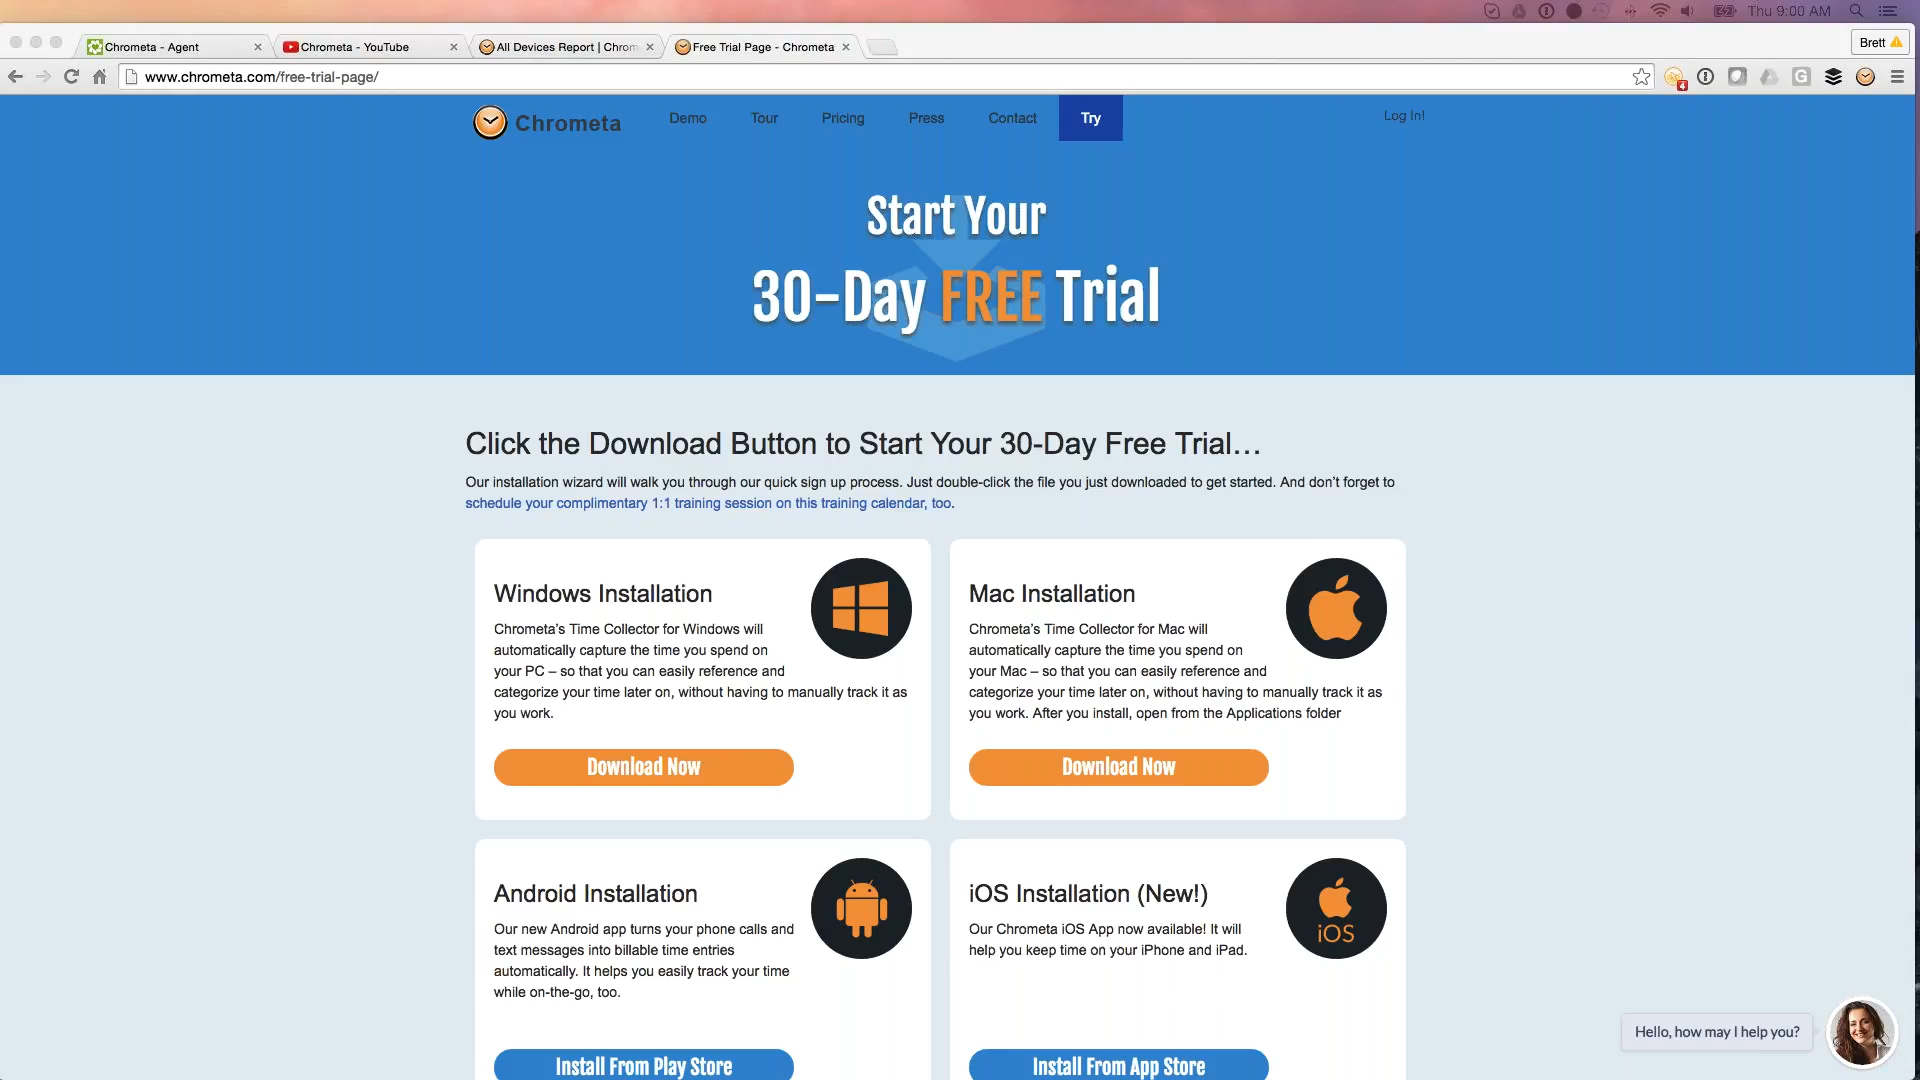 Thu 9:00 AM
Chrometa - Agent
Chrometa - YouTube
All Devices Report | Chrom
Free Trial Page - Chrometa
Brett
www.chrometa.com/free-trial-page/
4
G
Chrometa
Demo
Tour
Pricing
Press
Contact
Try
Log In!
Start Your
30-Day FREE Trial
Click the Download Button to Start Your 30-Day Free Trial…
Our installation wizard will walk you through our quick sign up process. Just double-click the file you just downloaded to get started. And don’t forget to
schedule your complimentary 1:1 training session on this training calendar, too.
Windows Installation
Chrometa’s Time Collector for Windows will
automatically capture the time you spend on
your PC – so that you can easily reference and
categorize your time later on, without having to manually track it as
you work.
Download Now
Mac Installation
Chrometa’s Time Collector for Mac will
automatically capture the time you spend on
your Mac – so that you can easily reference and
categorize your time later on, without having to manually track it as
you work. After you install, open from the Applications folder
Download Now
Android Installation
Our new Android app turns your phone calls and
text messages into billable time entries
automatically. It helps you easily track your time
while on-the-go, too.
Install From Play Store
iOS Installation (New!)
Our Chrometa iOS App now available! It will
help you keep time on your iPhone and iPad.
iOS
Install From App Store
Hello, how may I help you?